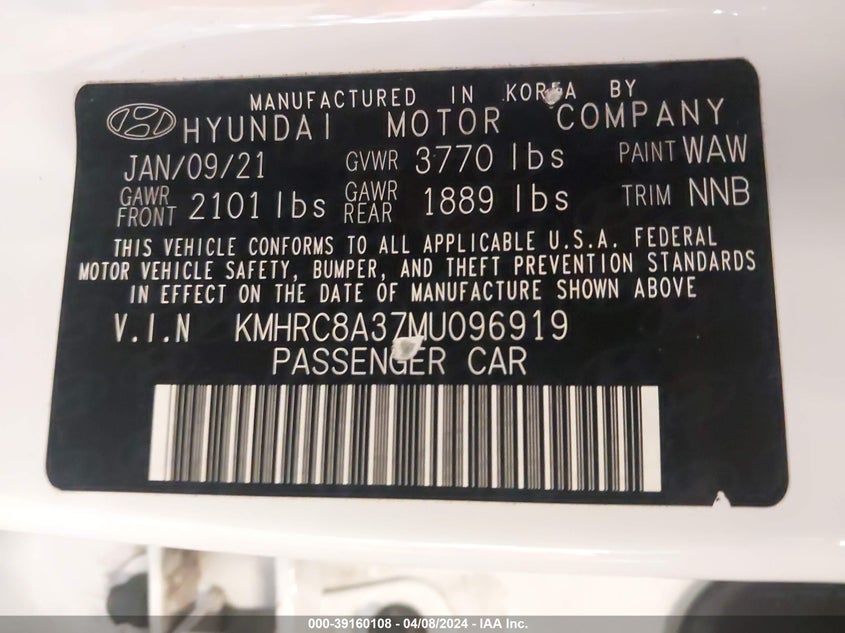 MANUFACTURED IN KOREA BY
HYUNDAI MOTOR COMPANY
JAN/09/21 GVWR 3770 lbs PAINT WAW
GAWR FRONT 2101 lbs GAWR REAR 1889 lbs TRIM NNB
THIS VEHICLE CONFORMS TO ALL APPLICABLE U.S.A. FEDERAL
MOTOR VEHICLE SAFETY, BUMPER, AND THEFT PREVENTION STANDARDS
IN EFFECT ON THE DATE OF MANUFACTURE SHOWN ABOVE
V.I.N KMHRC8A37MU096919
PASSENGER CAR
000-39160108 - 04/08/2024 - IAA Inc.